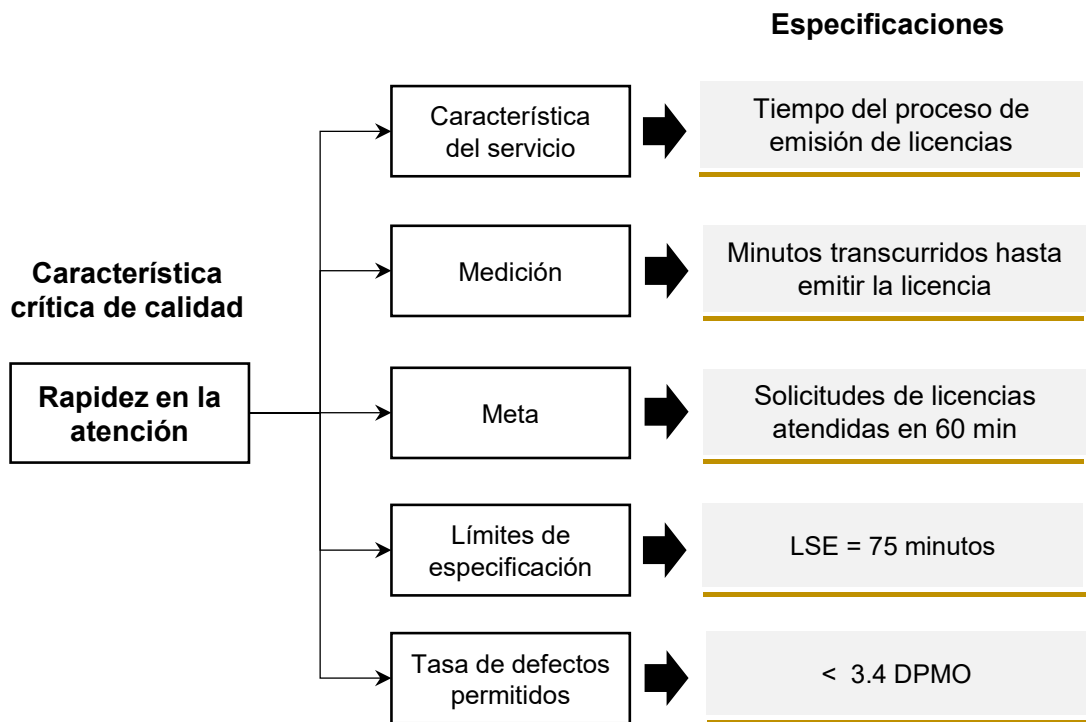 Especificaciones
Característica
del servicio
Tiempo del proceso de
emisión de licencias
Medición
Minutos transcurridos hasta
emitir la licencia
Característica
crítica de calidad
Rapidez en la
atención
Meta
Solicitudes de licencias
atendidas en 60 min
Límites de
especificación
LSE = 75 minutos
Tasa de defectos
permitidos
< 3.4 DPMO